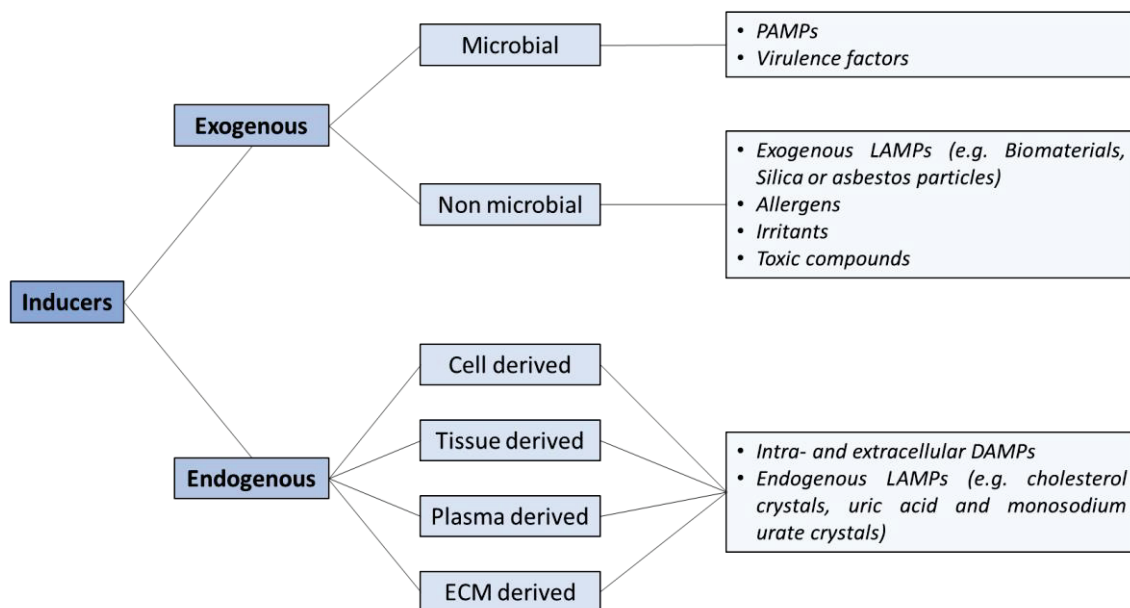 Microbial
• PAMPs
• Virulence factors
Exogenous
Non microbial
• Exogenous LAMPs (e.g. Biomaterials,
Silica or asbestos particles)
• Allergens
• Irritants
• Toxic compounds
Inducers
Cell derived
Tissue derived
Endogenous
Plasma derived
ECM derived
• Intra- and extracellular DAMPs
• Endogenous LAMPs (e.g. cholesterol
crystals, uric acid and monosodium
urate crystals)